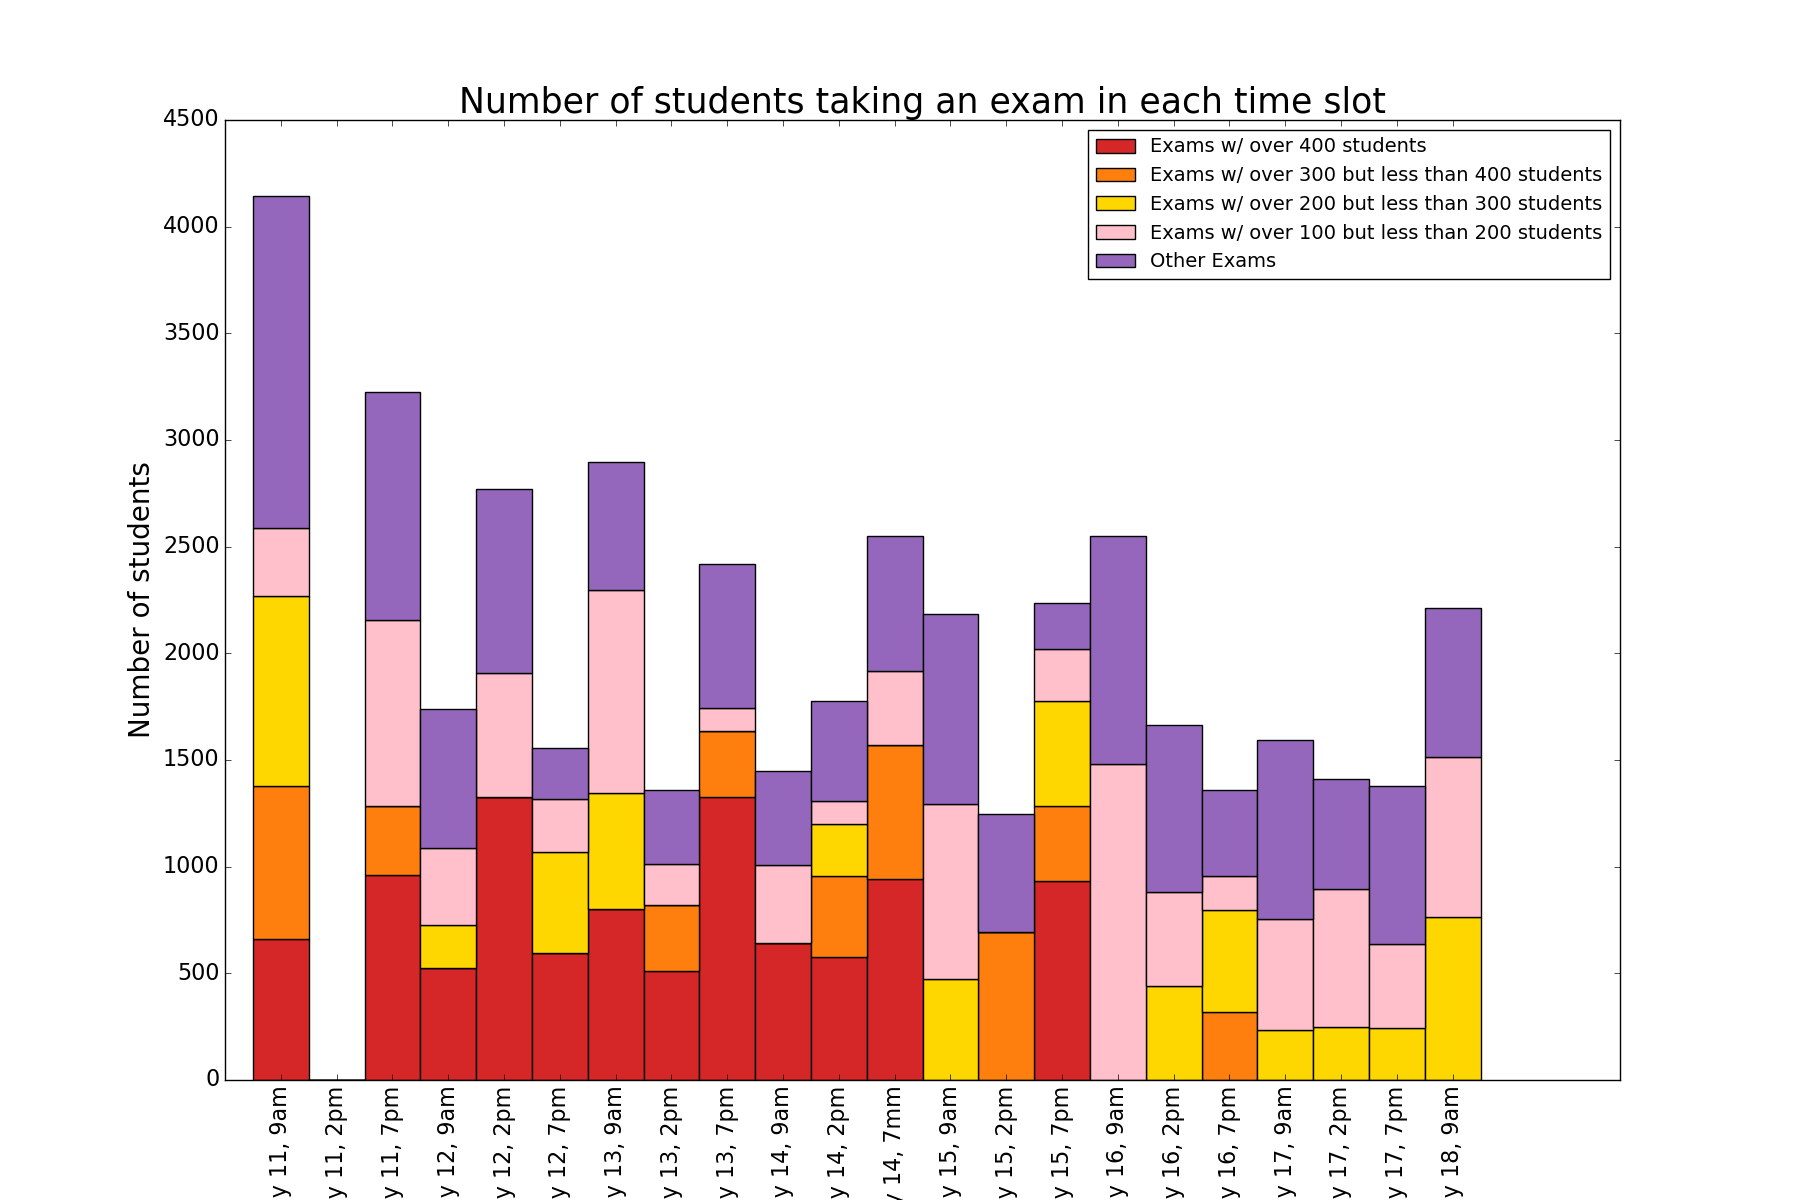 Number of students taking an exam in each time slot
Exams w/ over 400 students
Exams w/ over 300 but less than 400 students
Exams w/ over 200 but less than 300 students
Exams w/ over 100 but less than 200 students
Other Exams
Number of students
4500
4000
3500
3000
2500
2000
1500
1000
500
0
y 11, 9am
y 11, 2pm
y 11, 7pm
y 12, 9am
y 12, 2pm
y 12, 7pm
y 13, 9am
y 13, 2pm
y 13, 7pm
y 14, 9am
y 14, 2pm
y 14, 7mm
y 15, 9am
y 15, 2pm
y 15, 7pm
y 16, 9am
y 16, 2pm
y 16, 7pm
y 17, 9am
y 17, 2pm
y 17, 7pm
y 18, 9am